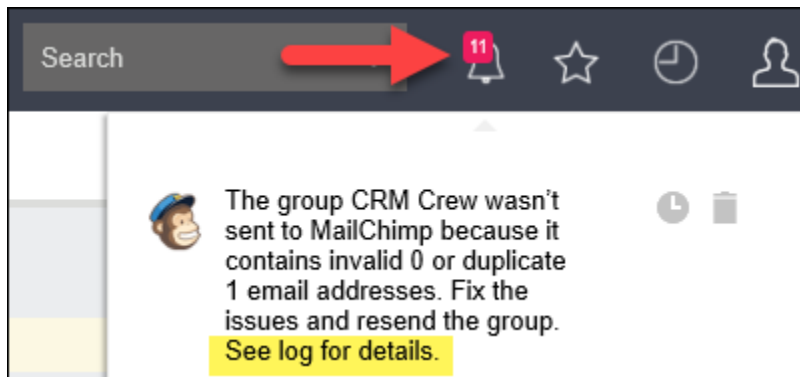 Search
11
The group CRM Crew wasn't
sent to MailChimp because it
contains invalid 0 or duplicate
1 email addresses. Fix the
issues and resend the group.
See log for details.